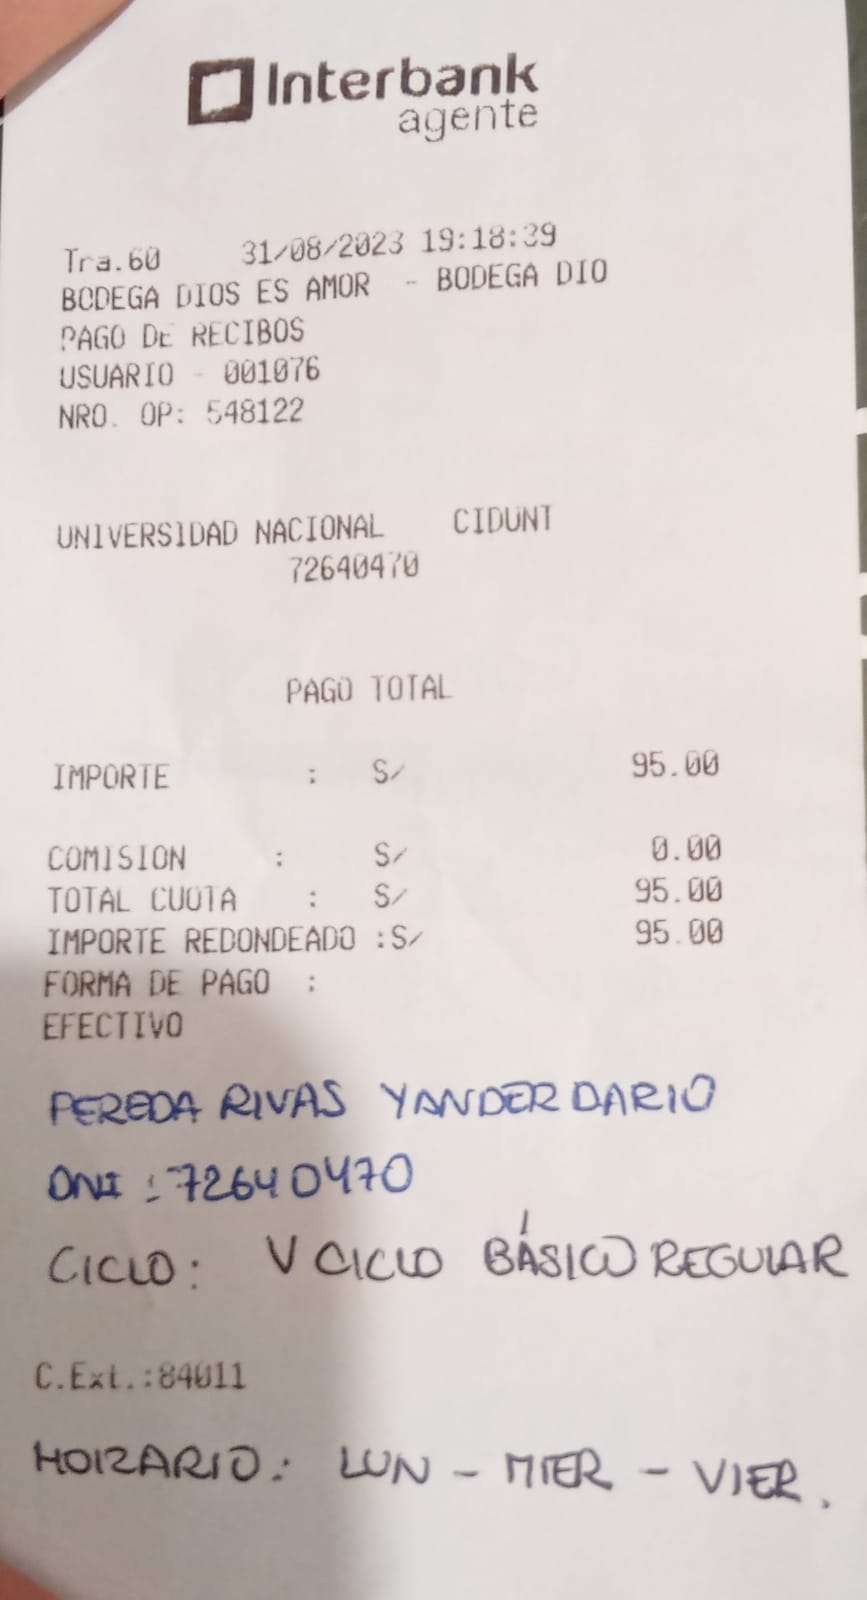 Interbank
agente
Tra.60 31/08/2023 19:18:39
BODEGA DIOS ES AMOR - BODEGA DIO
PAGO DE RECIBOS
USUARIO - 001076
NRO. OP: 548122
UNIVERSIDAD NACIONAL CIDUNT
72640470
PAGO TOTAL
IMPORTE : S/ 95.00
COMISION : S/ 0.00
TOTAL CUOTA : S/ 95.00
IMPORTE REDONDEADO :S/ 95.00
FORMA DE PAGO :
EFECTIVO
PEREDA RIVAS YANDER DARIO
DNI : 72640470
CICLO: V CICLO BÁSICO REGULAR
C.Ext.:84011
HORARIO: LUN - MIER - VIER.